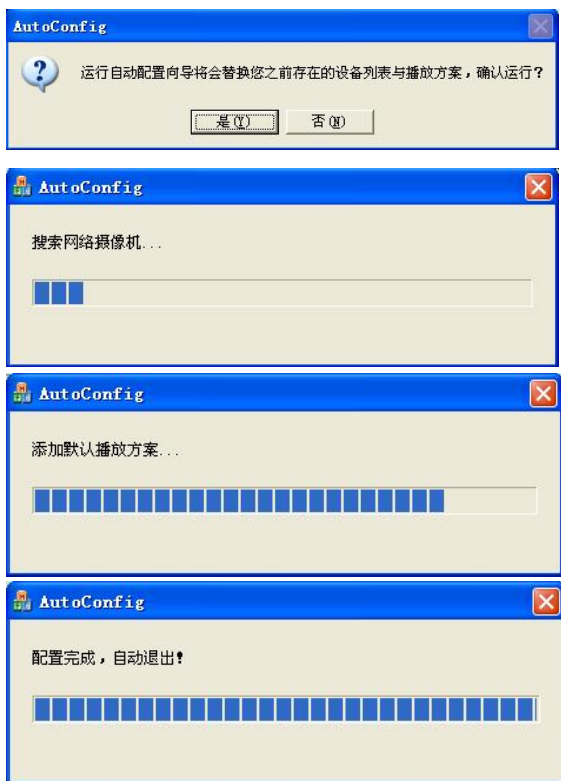 AutoConfig
运行自动配置向导将会替换您之前存在的设备列表与播放方案，确认运行？
是(Y) 否(N)
AutoConfig
搜索网络摄像机...
AutoConfig
添加默认播放方案...
AutoConfig
配置完成，自动退出！